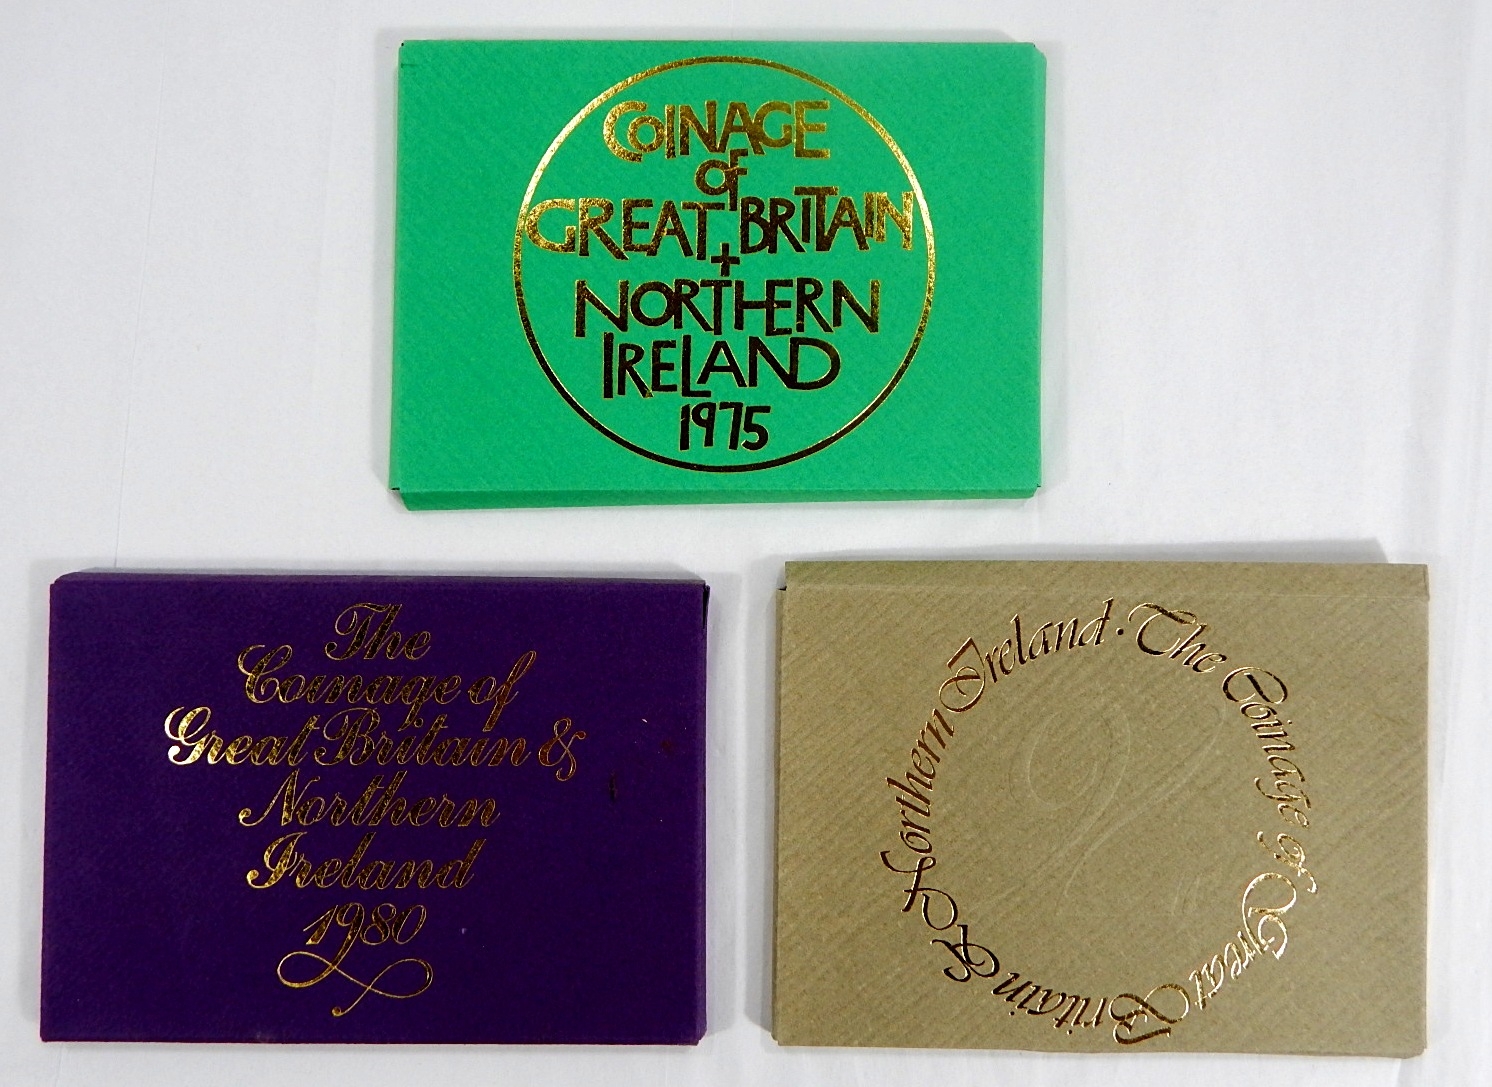 COINAGE
of
GREAT BRITAIN
+
NORTHERN
IRELAND
1975
The
Coinage of
Great Britain &
Northern
Ireland
1980
The Coinage of Great Britain & Northern Ireland ·